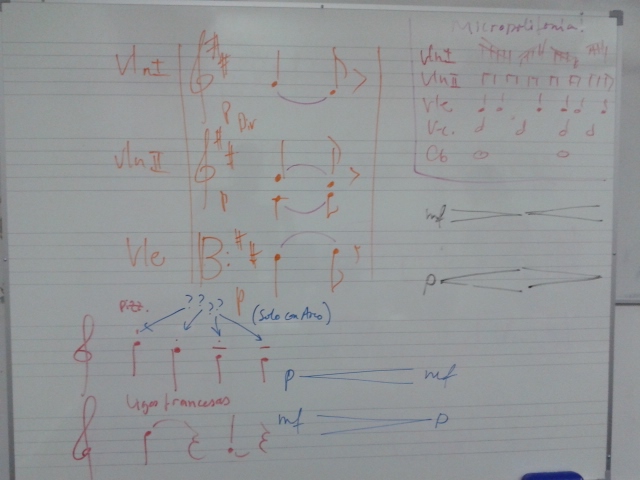 Micropolifonía:
Vln I
Vln II
Vle
Vc.
Cb
Vln I
p
Div
Vln II
p
Vle
p
mf
p
Pizz.
?? ??
(Solo con Arco)
p mf
Ligas francesas
mf p